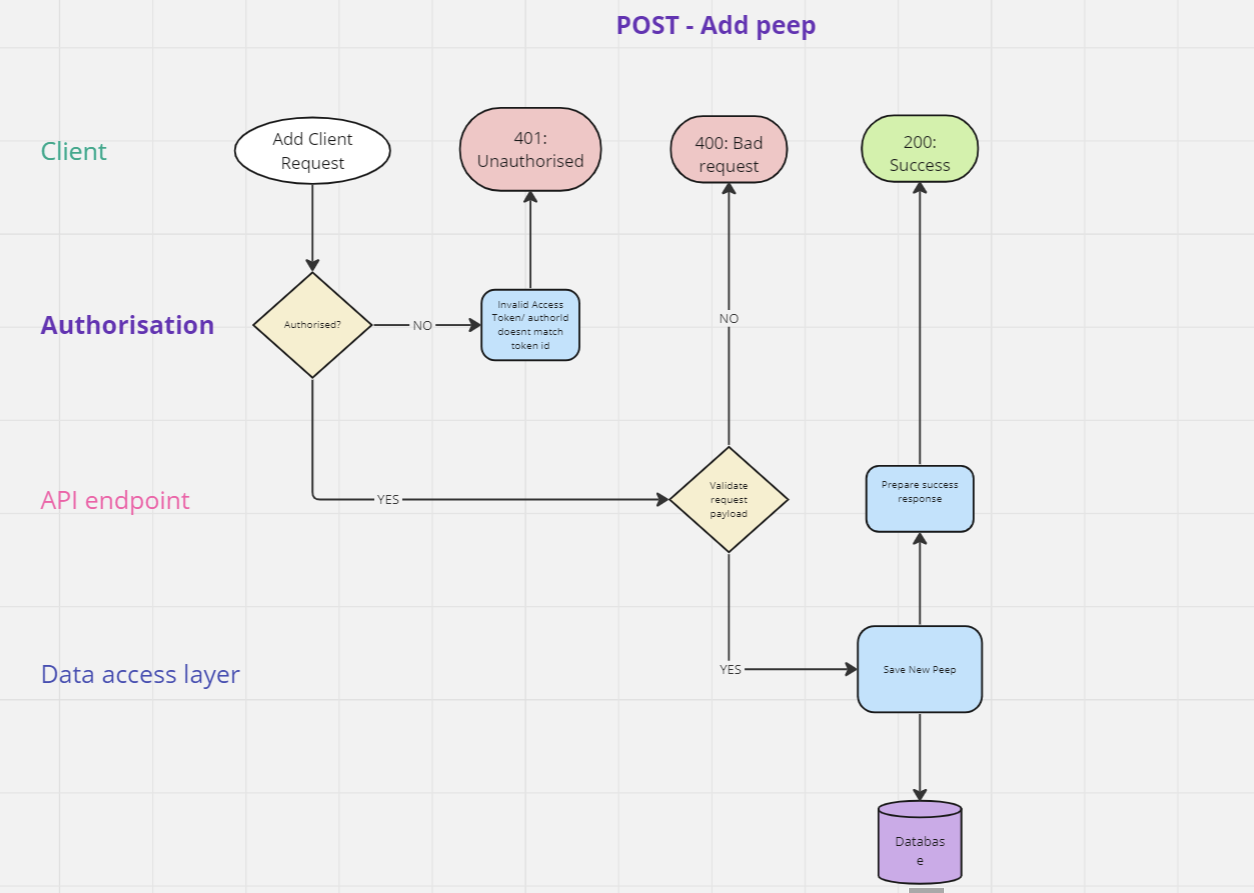 POST - Add peep
Client
Add Client
Request
401:
Unauthorised
400: Bad
request
200:
Success
Authorisation
Authorised?
NO
Invalid Access
Token/ authorId
doesnt match
token id
NO
API endpoint
YES
Validate
request
payload
Prepare success
response
Data access layer
YES
Save New Peep
Databas
e